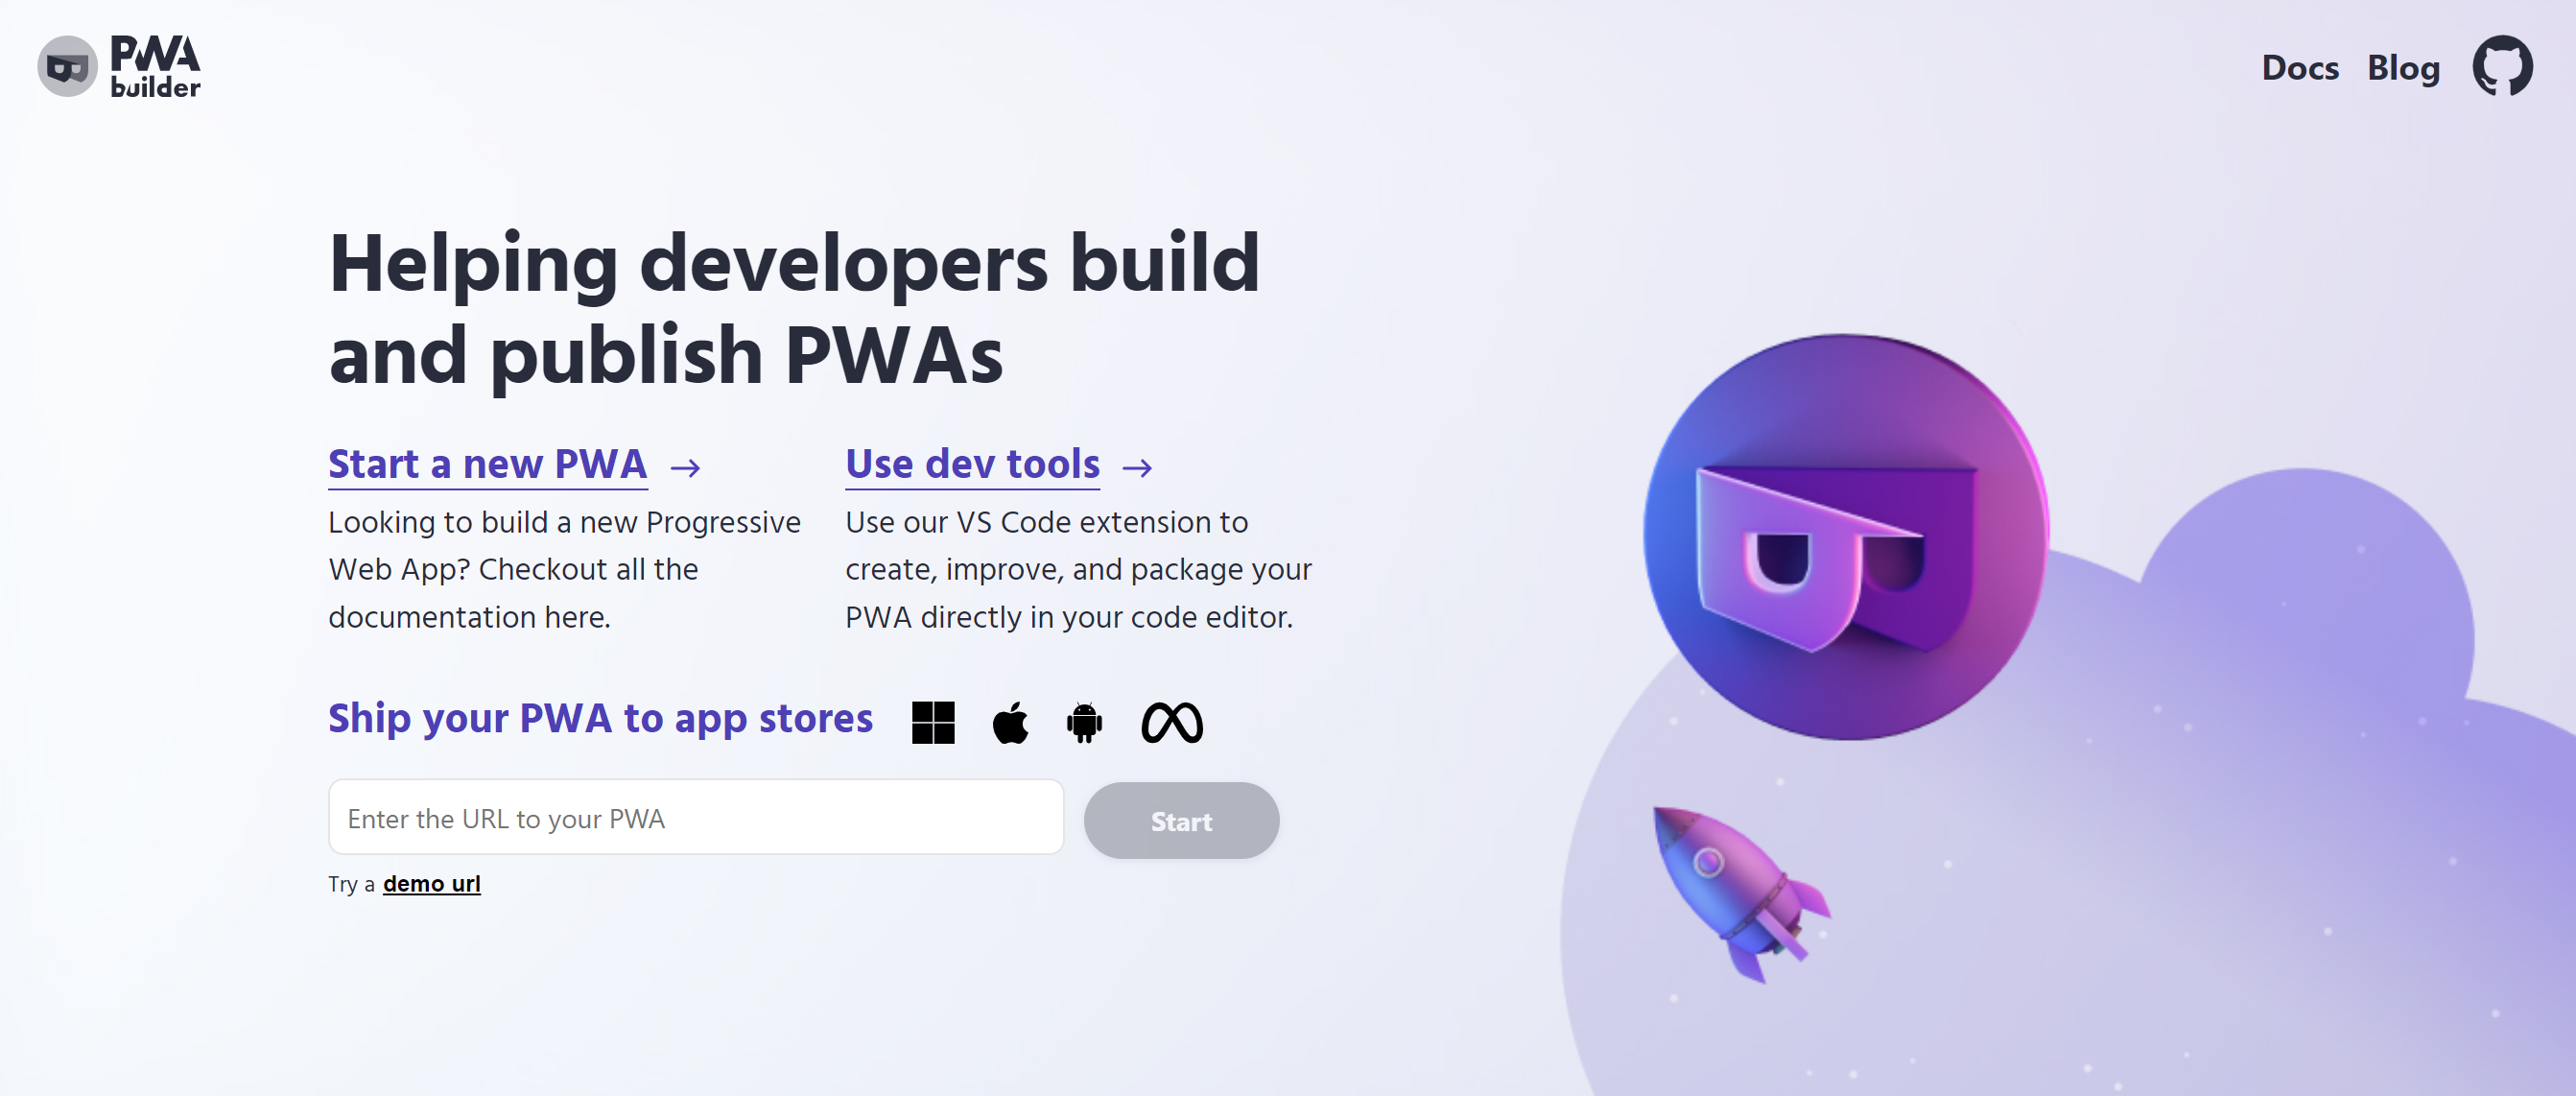 PWA
builder
Docs Blog
Helping developers build
and publish PWAs
Start a new PWA →
Looking to build a new Progressive
Web App? Checkout all the
documentation here.
Use dev tools →
Use our VS Code extension to
create, improve, and package your
PWA directly in your code editor.
Ship your PWA to app stores
Enter the URL to your PWA
Start
Try a demo url